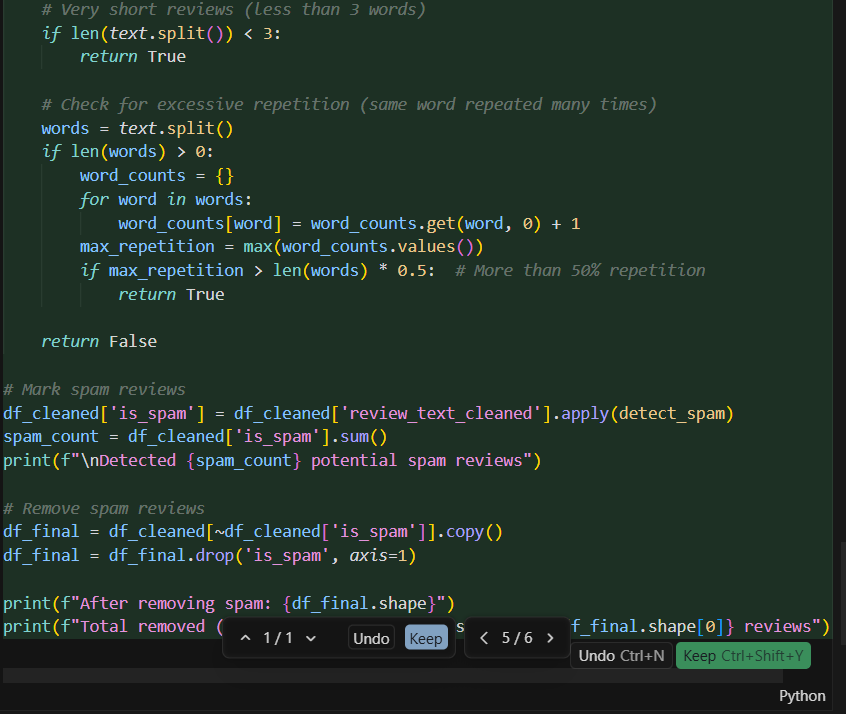 # Very short reviews (less than 3 words)
if len(text.split()) < 3:
return True
# Check for excessive repetition (same word repeated many times)
words = text.split()
if len(words) > 0:
word_counts = {}
for word in words:
word_counts[word] = word_counts.get(word, 0) + 1
max_repetition = max(word_counts.values())
if max_repetition > len(words) * 0.5:  # More than 50% repetition
return True
return False
# Mark spam reviews
df_cleaned['is_spam'] = df_cleaned['review_text_cleaned'].apply(detect_spam)
spam_count = df_cleaned['is_spam'].sum()
print(f"\nDetected {spam_count} potential spam reviews")
# Remove spam reviews
df_final = df_cleaned[~df_cleaned['is_spam']].copy()
df_final = df_final.drop('is_spam', axis=1)
print(f"After removing spam: {df_final.shape}")
print(f"Total removed ( s f_final.shape[0]} reviews")
1 / 1 Undo Keep 5 / 6
Undo Ctrl+N Keep Ctrl+Shift+Y
Python